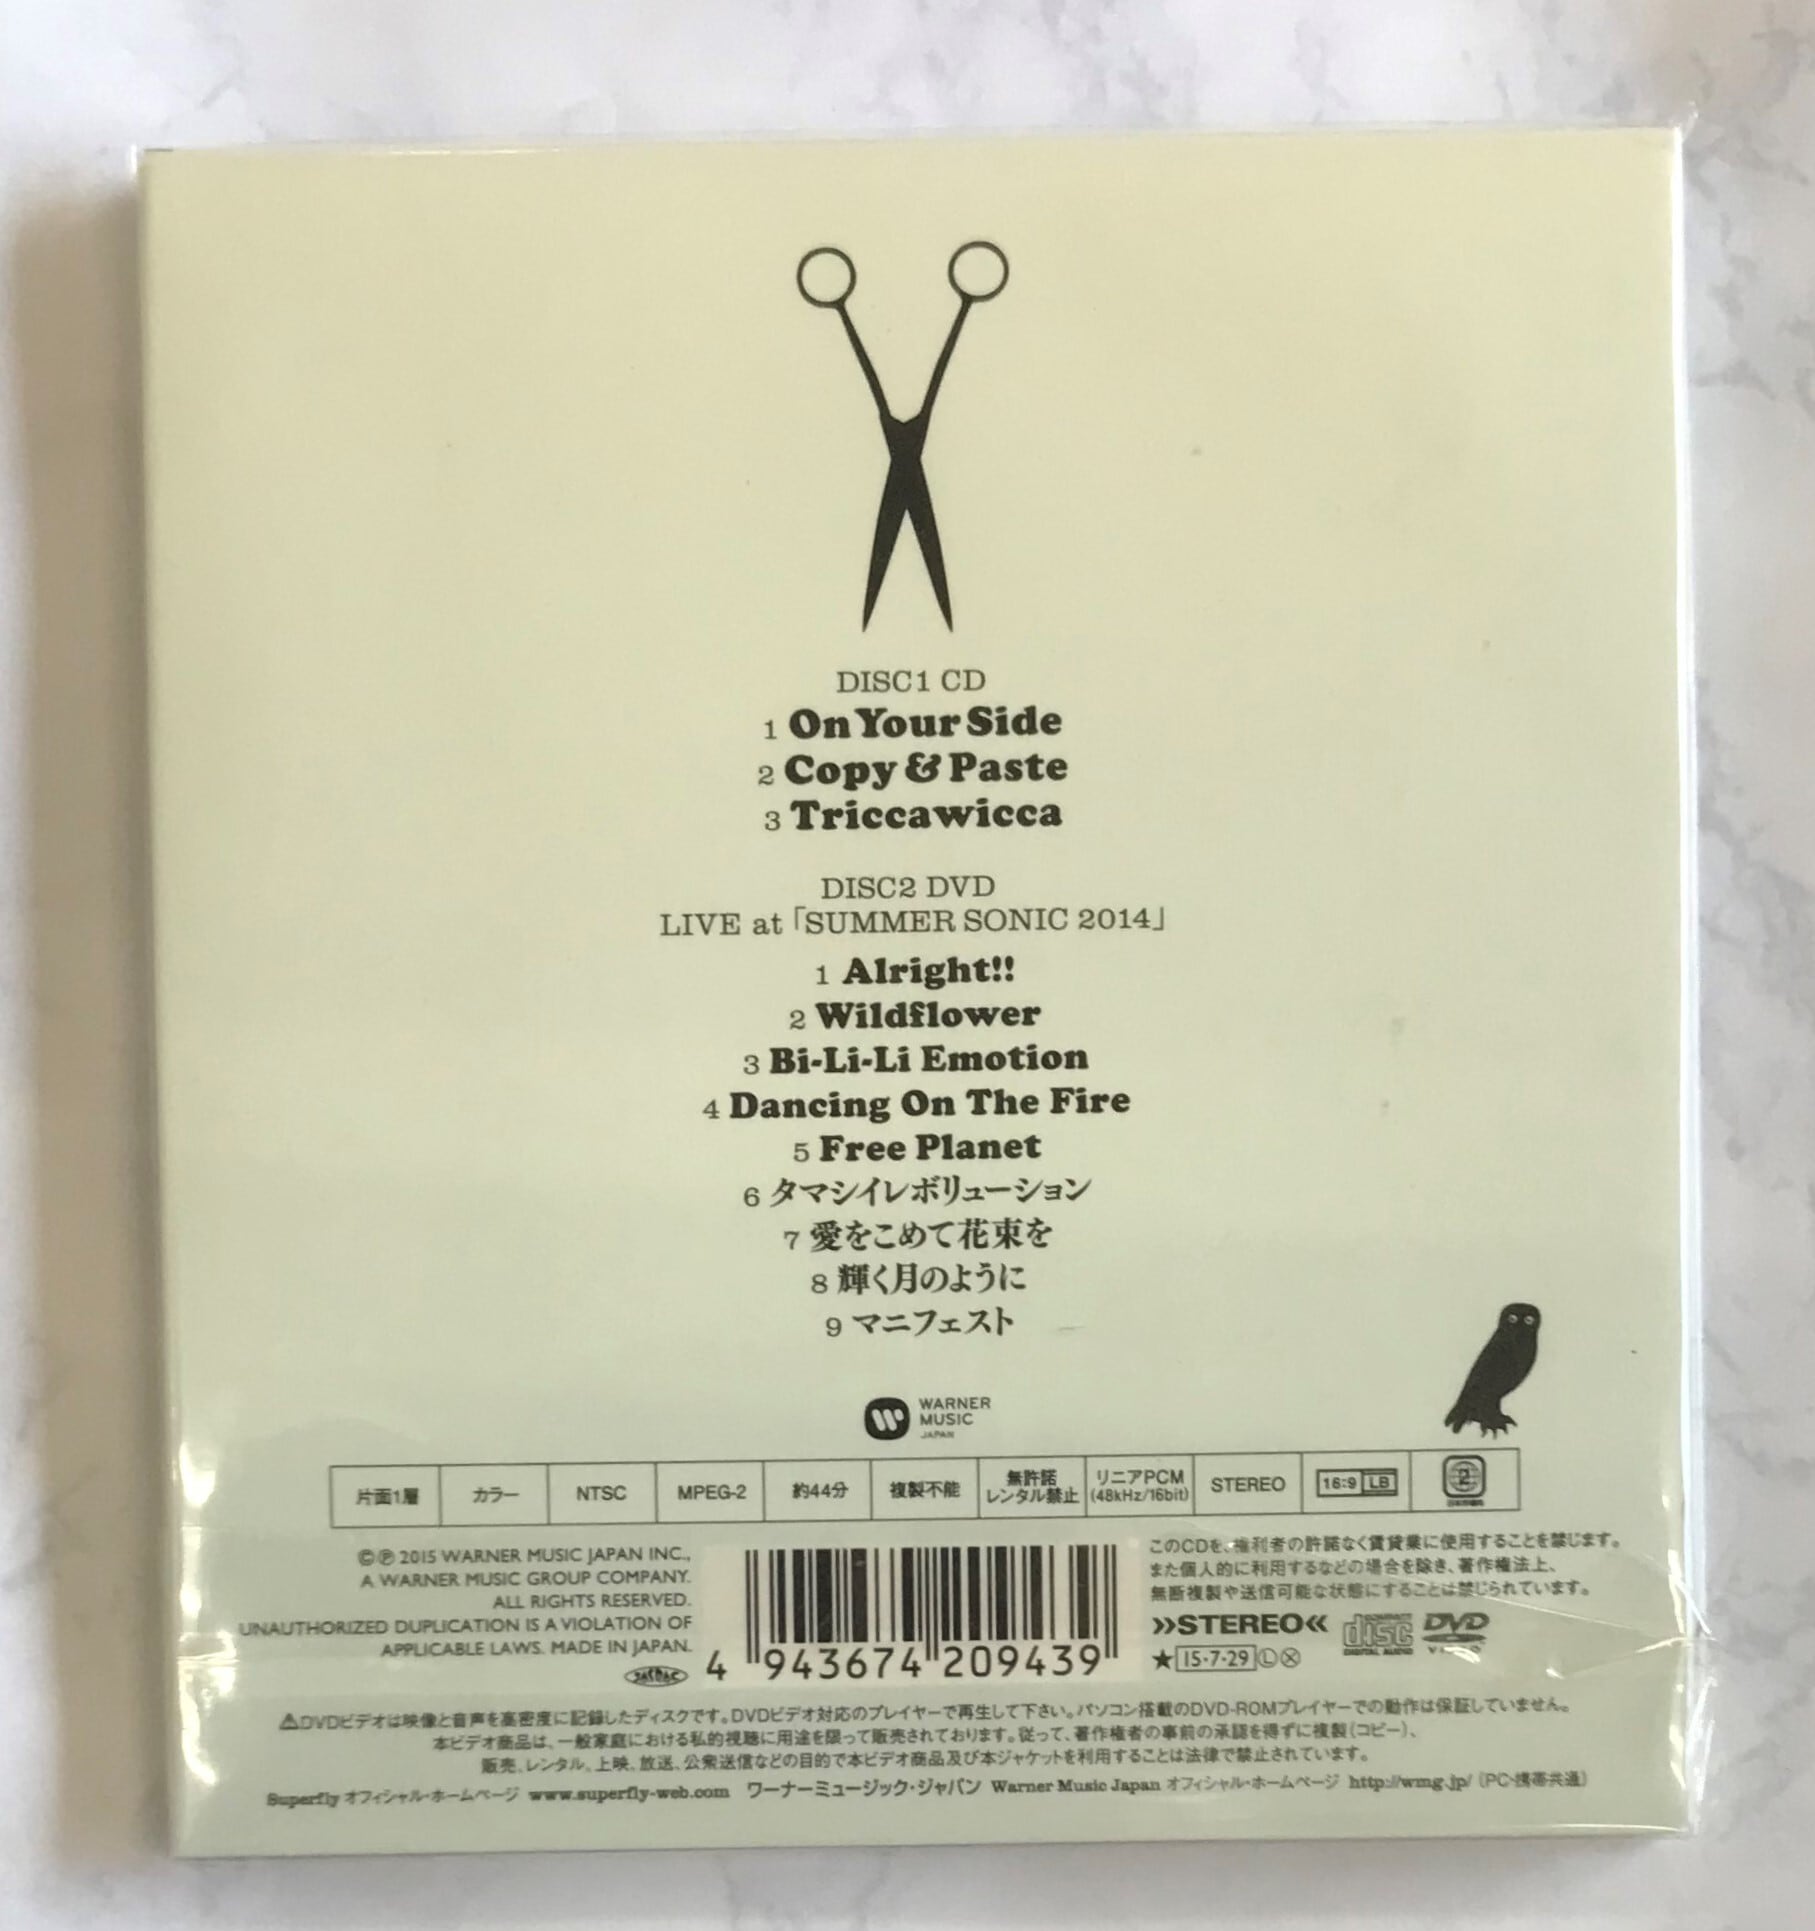 DISC1 CD
1 On Your Side
2 Copy & Paste
3 Triccawicca
DISC2 DVD
LIVE at「SUMMER SONIC 2014」
1 Alright!!
2 Wildflower
3 Bi-Li-Li Emotion
4 Dancing On The Fire
5 Free Planet
6 タマシイレボリューション
7 愛をこめて花束を
8 輝く月のように
9 マニフェスト
WARNER
MUSIC
JAPAN
片面1層 カラー NTSC MPEG-2 約44分 複製不能 無許諾レンタル禁止 リニアPCM (48kHz/16bit) STEREO 16:9 LB 2
©℗ 2015 WARNER MUSIC JAPAN INC.,
A WARNER MUSIC GROUP COMPANY.
ALL RIGHTS RESERVED.
UNAUTHORIZED DUPLICATION IS A VIOLATION OF
APPLICABLE LAWS. MADE IN JAPAN.
JASRAC
4 943674 209439
このCDを、権利者の許諾なく賃貸業に使用することを禁じます。
また個人的に利用するなどの場合を除き、著作権法上、
無断複製や送信可能な状態にすることは禁じられています。
»STEREO«
disc
DIGITAL AUDIO
DVD
★ 15・7・29 Ⓛ Ⓧ
⚠DVDビデオは映像と音声を高密度に記録したディスクです。DVDビデオ対応のプレイヤーで再生して下さい。パソコン搭載のDVD-ROMプレイヤーでの動作は保証していません。
本ビデオ商品は、一般家庭における私的視聴に用途を限って販売されております。従って、著作権者の事前の承認を得ずに複製(コピー)、
販売、レンタル、上映、放送、公衆送信などの目的で本ビデオ商品及び本ジャケットを利用することは法律で禁止されています。
Superfly オフィシャル・ホームページ www.superfly-web.com ワーナーミュージック・ジャパン Warner Music Japan オフィシャル・ホームページ http://wmg.jp/ (PC・携帯共通)